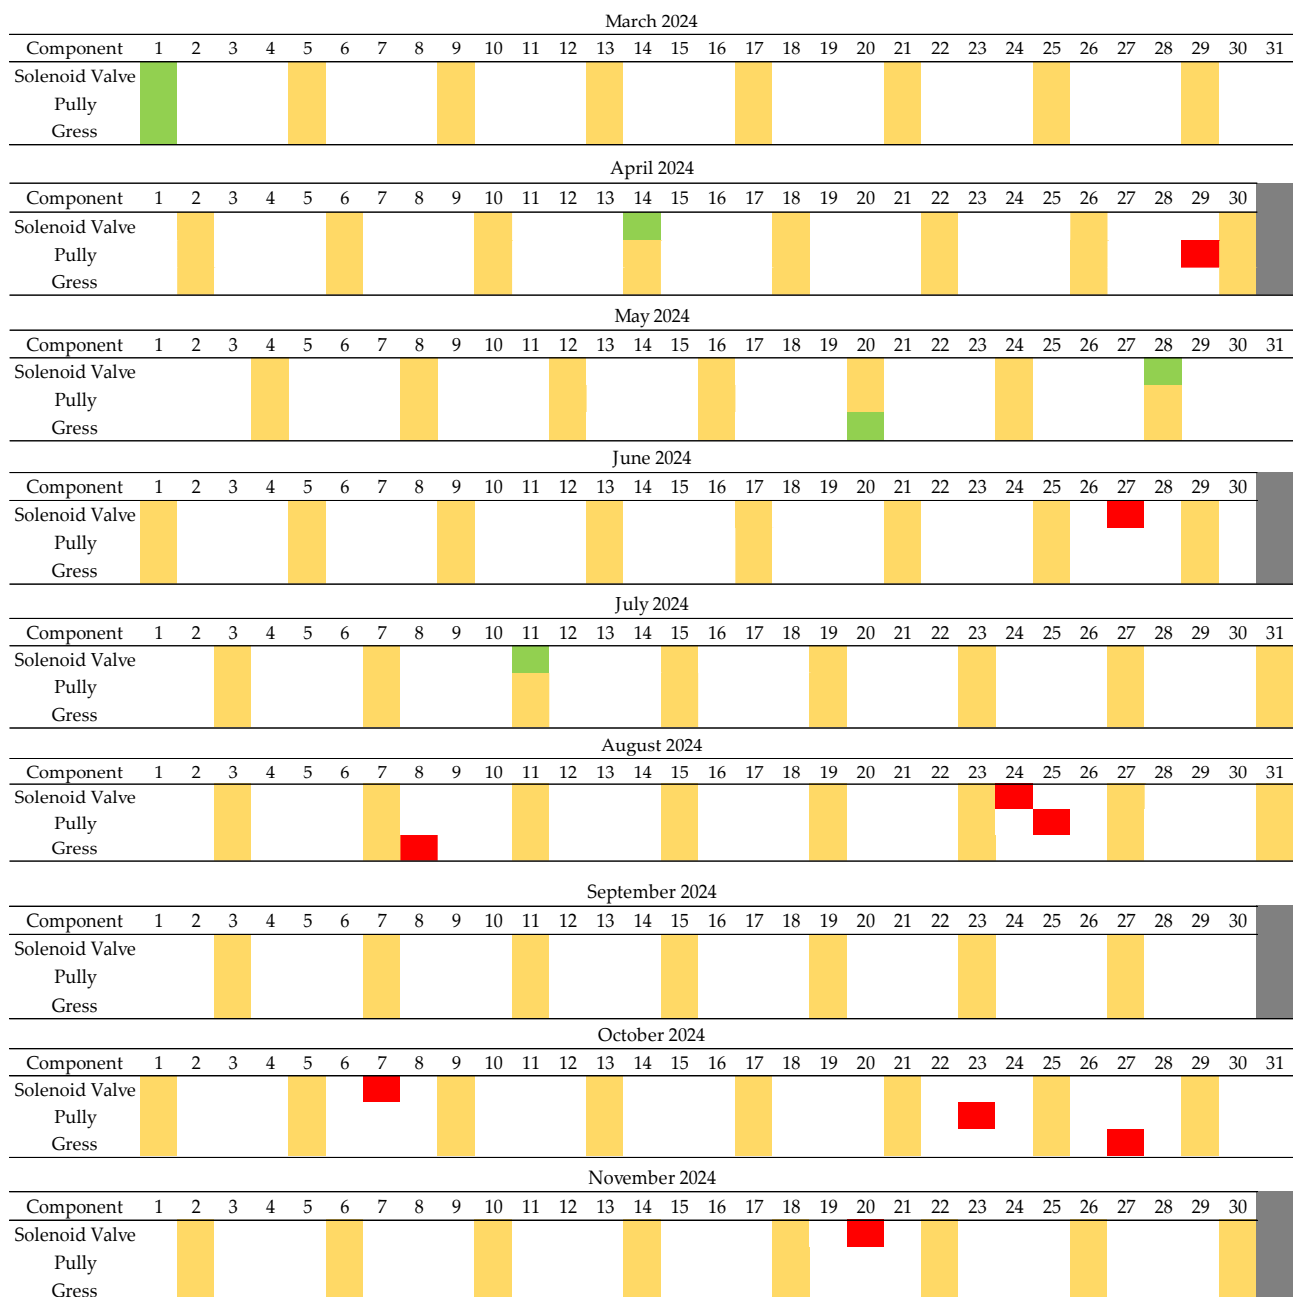 March 2024
Component 1 2 3 4 5 6 7 8 9 10 11 12 13 14 15 16 17 18 19 20 21 22 23 24 25 26 27 28 29 30 31
Solenoid Valve
Pully
Gress
April 2024
Component 1 2 3 4 5 6 7 8 9 10 11 12 13 14 15 16 17 18 19 20 21 22 23 24 25 26 27 28 29 30
Solenoid Valve
Pully
Gress
May 2024
Component 1 2 3 4 5 6 7 8 9 10 11 12 13 14 15 16 17 18 19 20 21 22 23 24 25 26 27 28 29 30 31
Solenoid Valve
Pully
Gress
June 2024
Component 1 2 3 4 5 6 7 8 9 10 11 12 13 14 15 16 17 18 19 20 21 22 23 24 25 26 27 28 29 30
Solenoid Valve
Pully
Gress
July 2024
Component 1 2 3 4 5 6 7 8 9 10 11 12 13 14 15 16 17 18 19 20 21 22 23 24 25 26 27 28 29 30 31
Solenoid Valve
Pully
Gress
August 2024
Component 1 2 3 4 5 6 7 8 9 10 11 12 13 14 15 16 17 18 19 20 21 22 23 24 25 26 27 28 29 30 31
Solenoid Valve
Pully
Gress
September 2024
Component 1 2 3 4 5 6 7 8 9 10 11 12 13 14 15 16 17 18 19 20 21 22 23 24 25 26 27 28 29 30
Solenoid Valve
Pully
Gress
October 2024
Component 1 2 3 4 5 6 7 8 9 10 11 12 13 14 15 16 17 18 19 20 21 22 23 24 25 26 27 28 29 30 31
Solenoid Valve
Pully
Gress
November 2024
Component 1 2 3 4 5 6 7 8 9 10 11 12 13 14 15 16 17 18 19 20 21 22 23 24 25 26 27 28 29 30
Solenoid Valve
Pully
Gress